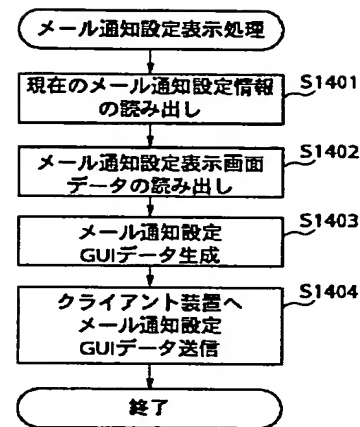 メール通知設定表示処理
現在のメール通知設定情報
の読み出し
S1401
メール通知設定表示画面
データの読み出し
S1402
メール通知設定
GUIデータ生成
S1403
クライアント装置へ
メール通知設定
GUIデータ送信
S1404
終了